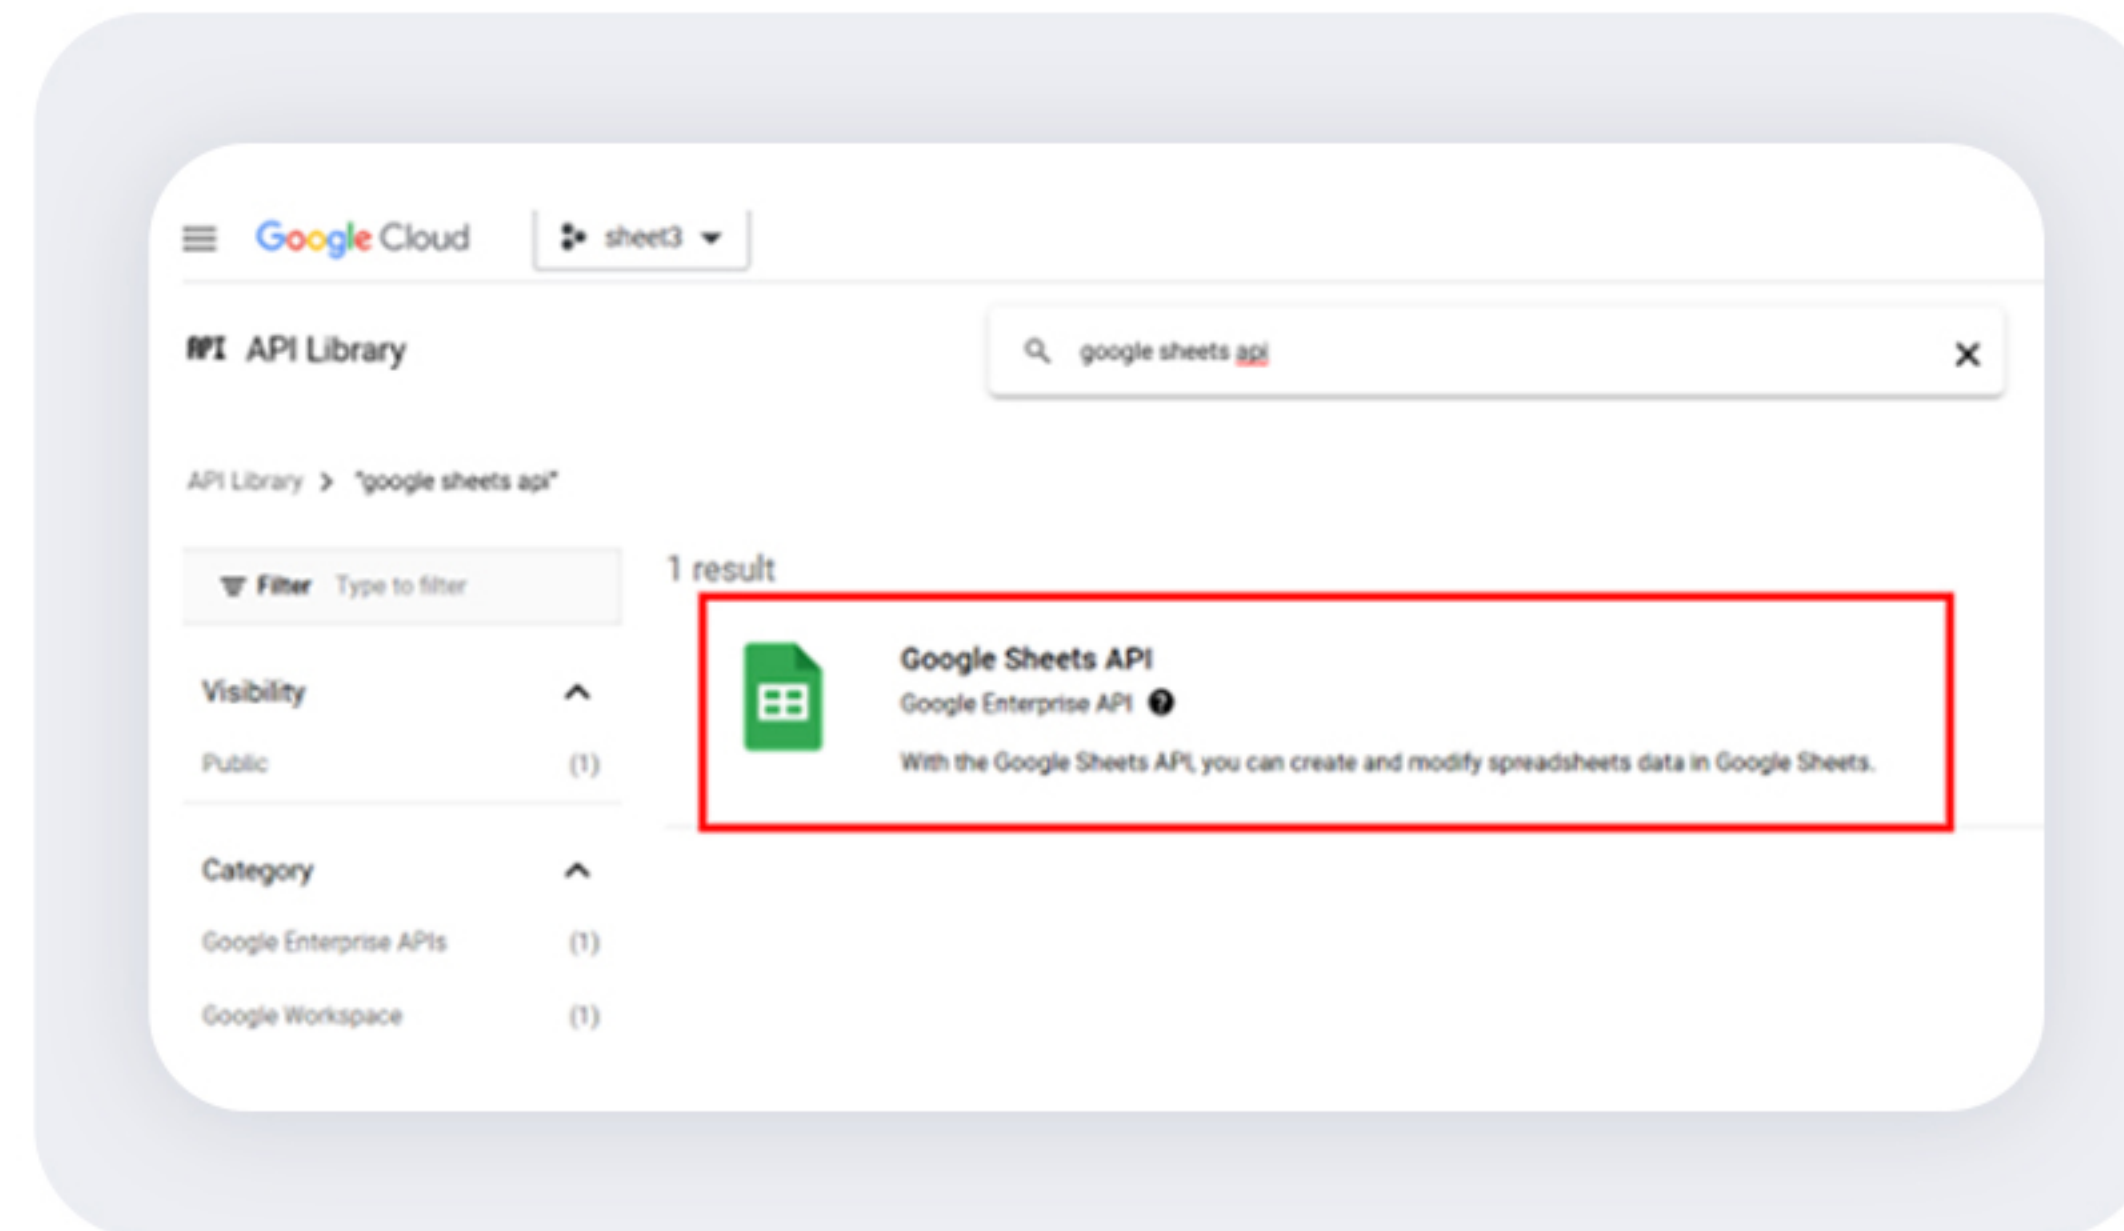 Google Cloud sheet3
API API Library
google sheets api
API Library > "google sheets api"
Filter Type to filter
Visibility
Public (1)
Category
Google Enterprise APIs (1)
Google Workspace (1)
1 result
Google Sheets API
Google Enterprise API
With the Google Sheets API, you can create and modify spreadsheets data in Google Sheets.